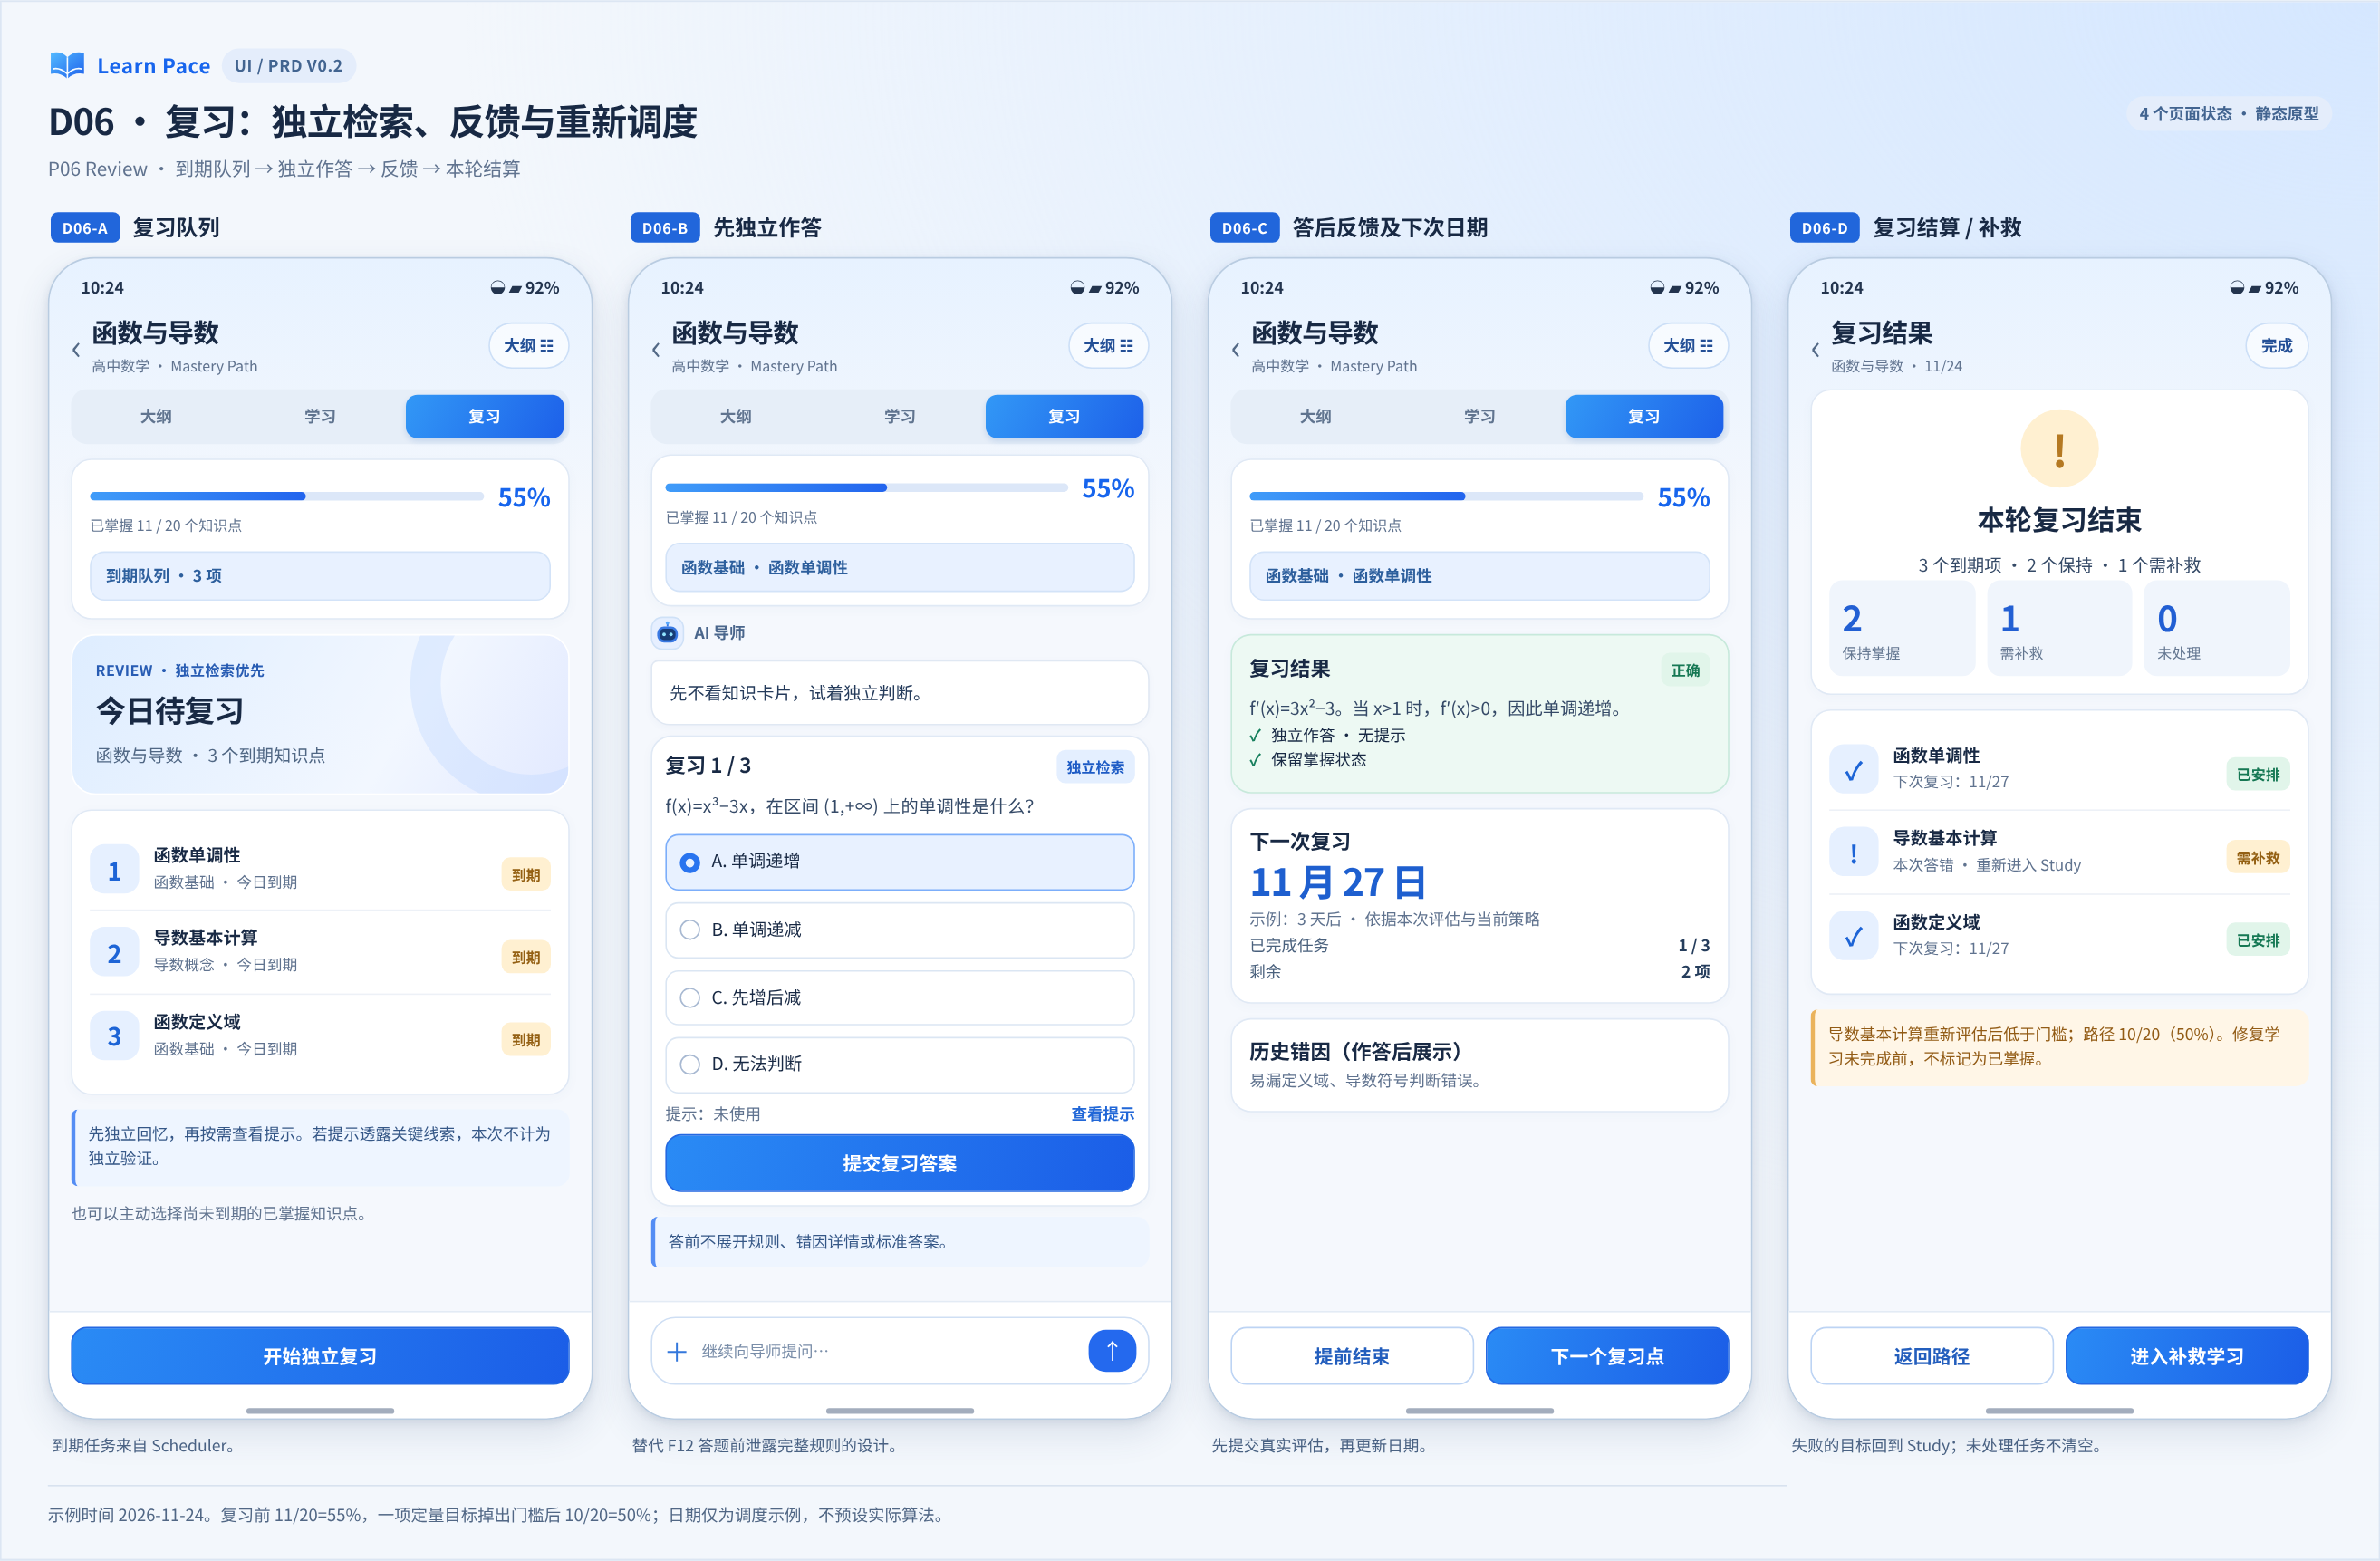 Learn Pace
UI / PRD V0.2
D06 · 复习：独立检索、反馈与重新调度
4 个页面状态 · 静态原型
P06 Review · 到期队列 → 独立作答 → 反馈 → 本轮结算
D06-A 复习队列
10:24
92%
‹ 函数与导数
高中数学 · Mastery Path
大纲
大纲
学习
复习
55%
已掌握 11 / 20 个知识点
到期队列 · 3 项
REVIEW · 独立检索优先
今日待复习
函数与导数 · 3 个到期知识点
1
函数单调性
函数基础 · 今日到期
到期
2
导数基本计算
导数概念 · 今日到期
到期
3
函数定义域
函数基础 · 今日到期
到期
先独立回忆，再按需查看提示。若提示透露关键线索，本次不计为
独立验证。
也可以主动选择尚未到期的已掌握知识点。
开始独立复习
到期任务来自 Scheduler。
D06-B 先独立作答
10:24
92%
‹ 函数与导数
高中数学 · Mastery Path
大纲
大纲
学习
复习
55%
已掌握 11 / 20 个知识点
函数基础 · 函数单调性
AI 导师
先不看知识卡片，试着独立判断。
复习 1 / 3
独立检索
f(x)=x³−3x，在区间 (1,+∞) 上的单调性是什么？
A. 单调递增
B. 单调递减
C. 先增后减
D. 无法判断
提示：未使用
查看提示
提交复习答案
答前不展开规则、错因详情或标准答案。
继续向导师提问…
↑
替代 F12 答题前泄露完整规则的设计。
D06-C 答后反馈及下次日期
10:24
92%
‹ 函数与导数
高中数学 · Mastery Path
大纲
大纲
学习
复习
55%
已掌握 11 / 20 个知识点
函数基础 · 函数单调性
复习结果
正确
f′(x)=3x²−3。当 x>1 时，f′(x)>0，因此单调递增。
✓ 独立作答 · 无提示
✓ 保留掌握状态
下一次复习
11 月 27 日
示例：3 天后 · 依据本次评估与当前策略
已完成任务
1 / 3
剩余
2 项
历史错因（作答后展示）
易漏定义域、导数符号判断错误。
提前结束
下一个复习点
先提交真实评估，再更新日期。
D06-D 复习结算 / 补救
10:24
92%
‹ 复习结果
函数与导数 · 11/24
完成
!
本轮复习结束
3 个到期项 · 2 个保持 · 1 个需补救
2
保持掌握
1
需补救
0
未处理
✓
函数单调性
下次复习：11/27
已安排
!
导数基本计算
本次答错 · 重新进入 Study
需补救
✓
函数定义域
下次复习：11/27
已安排
导数基本计算重新评估后低于门槛；路径 10/20（50%）。修复学
习未完成前，不标记为已掌握。
返回路径
进入补救学习
失败的目标回到 Study；未处理任务不清空。
示例时间 2026-11-24。复习前 11/20=55%，一项定量目标掉出门槛后 10/20=50%；日期仅为调度示例，不预设实际算法。